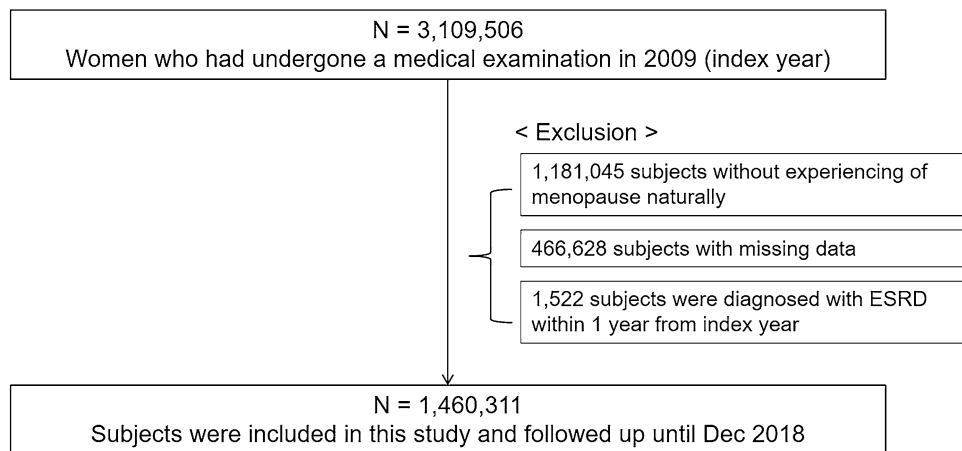 N = 3,109,506
Women who had undergone a medical examination in 2009 (index year)
< Exclusion >
1,181,045 subjects without experiencing of
menopause naturally
466,628 subjects with missing data
1,522 subjects were diagnosed with ESRD
within 1 year from index year
N = 1,460,311
Subjects were included in this study and followed up until Dec 2018